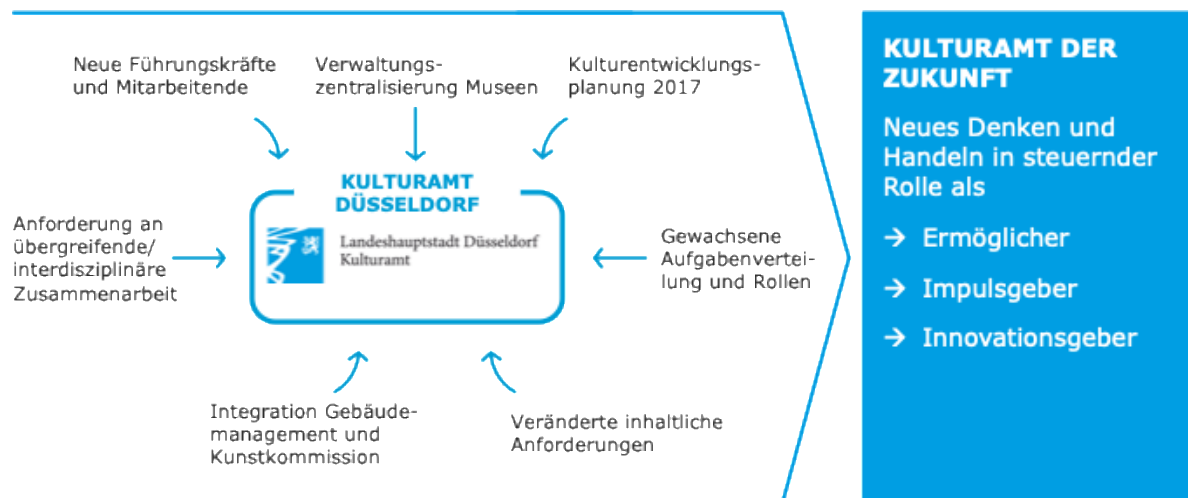 Neue Führungskräfte
und Mitarbeitende
Verwaltungs-
zentralisierung Museen
Kulturentwicklungs-
planung 2017
KULTURAMT
DÜSSELDORF
Landeshauptstadt Düsseldorf
Kulturamt
Anforderung an
übergreifende/
interdisziplinäre
Zusammenarbeit
Gewachsene
Aufgabenvertei-
lung und Rollen
Integration Gebäude-
management und
Kunstkommission
Veränderte inhaltliche
Anforderungen
KULTURAMT DER
ZUKUNFT
Neues Denken und
Handeln in steuernder
Rolle als
→ Ermöglicher
→ Impulsgeber
→ Innovationsgeber